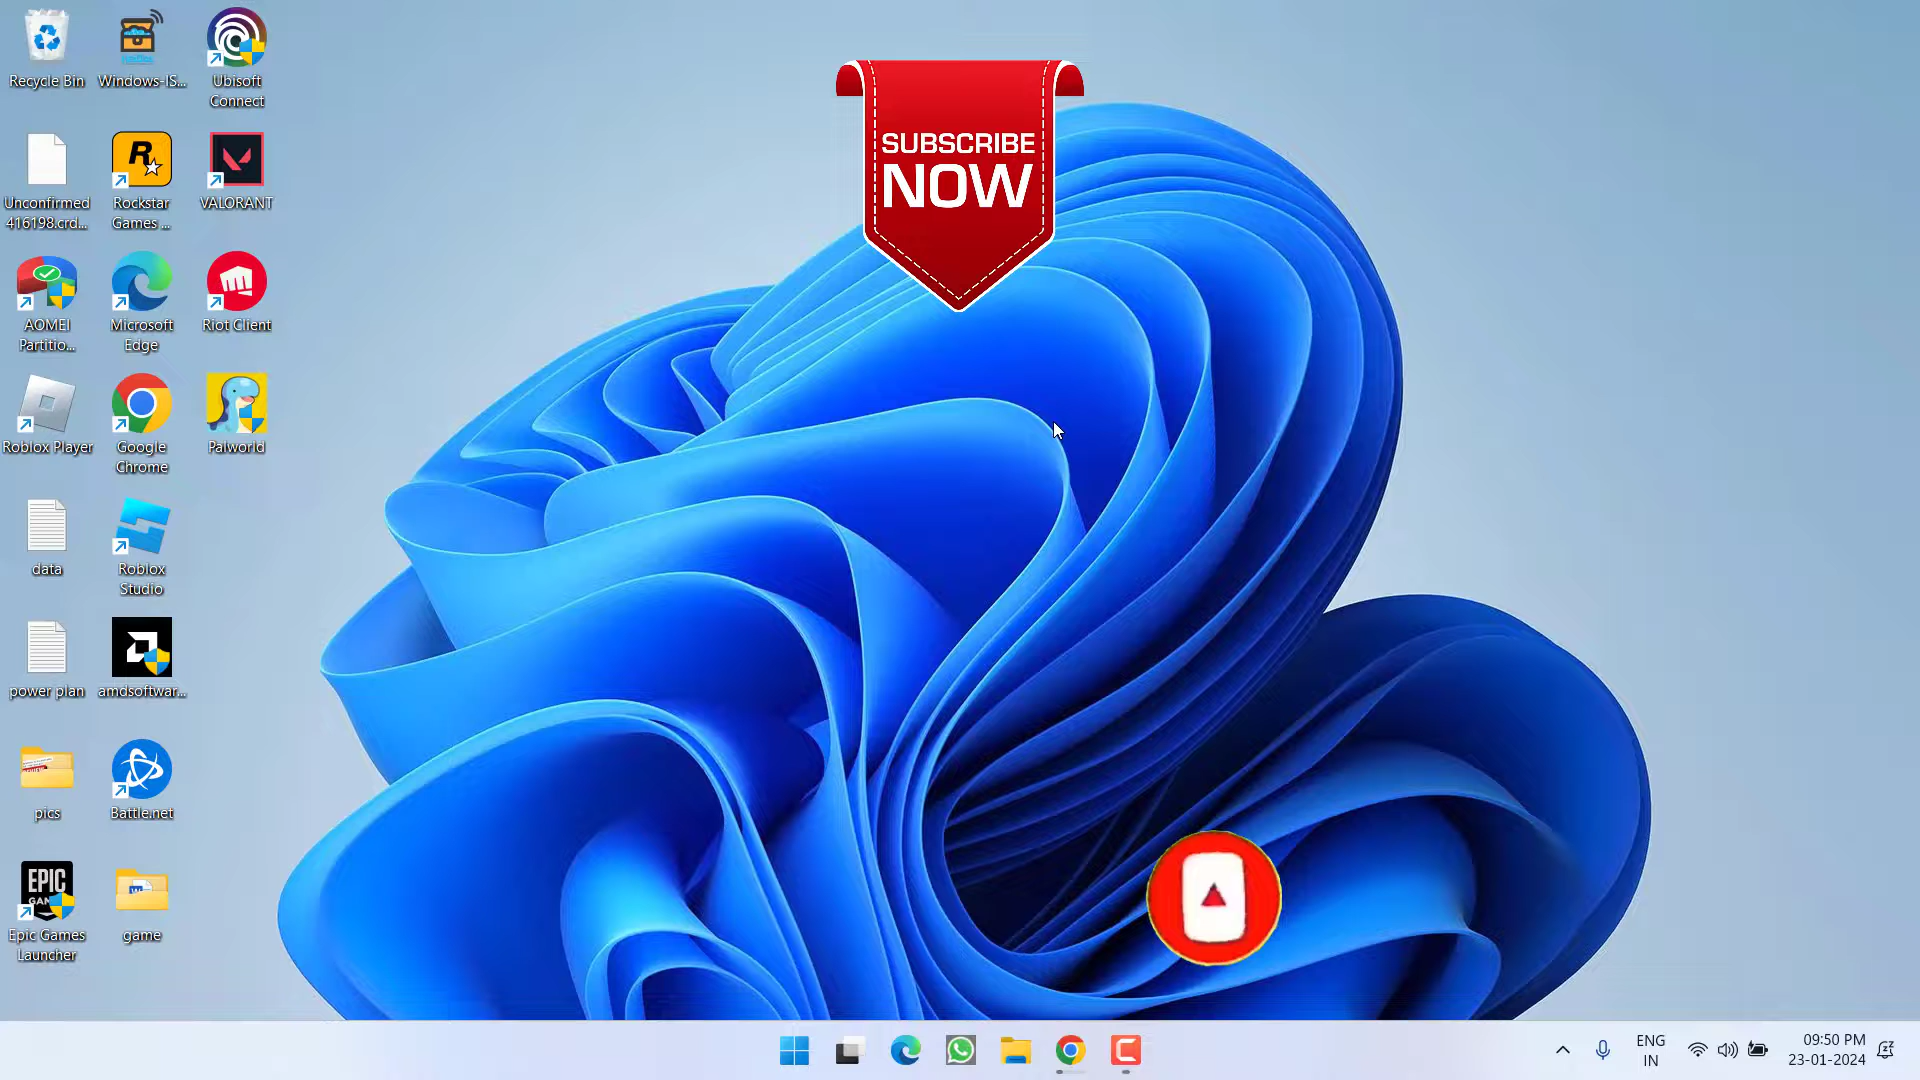 Recycle Bin
Windows-IS...
Ubisoft
Connect
Unconfirmed
416198.crd...
R
Rockstar
Games ...
VALORANT
AOMEI
Partitio...
Microsoft
Edge
Riot Client
Roblox Player
Google
Chrome
Palworld
data
Roblox
Studio
power plan
amdsoftwar...
pics
Battle.net
EPIC
GAMES
Epic Games
Launcher
game
SUBSCRIBE
NOW
ENG
IN
09:50 PM
23-01-2024